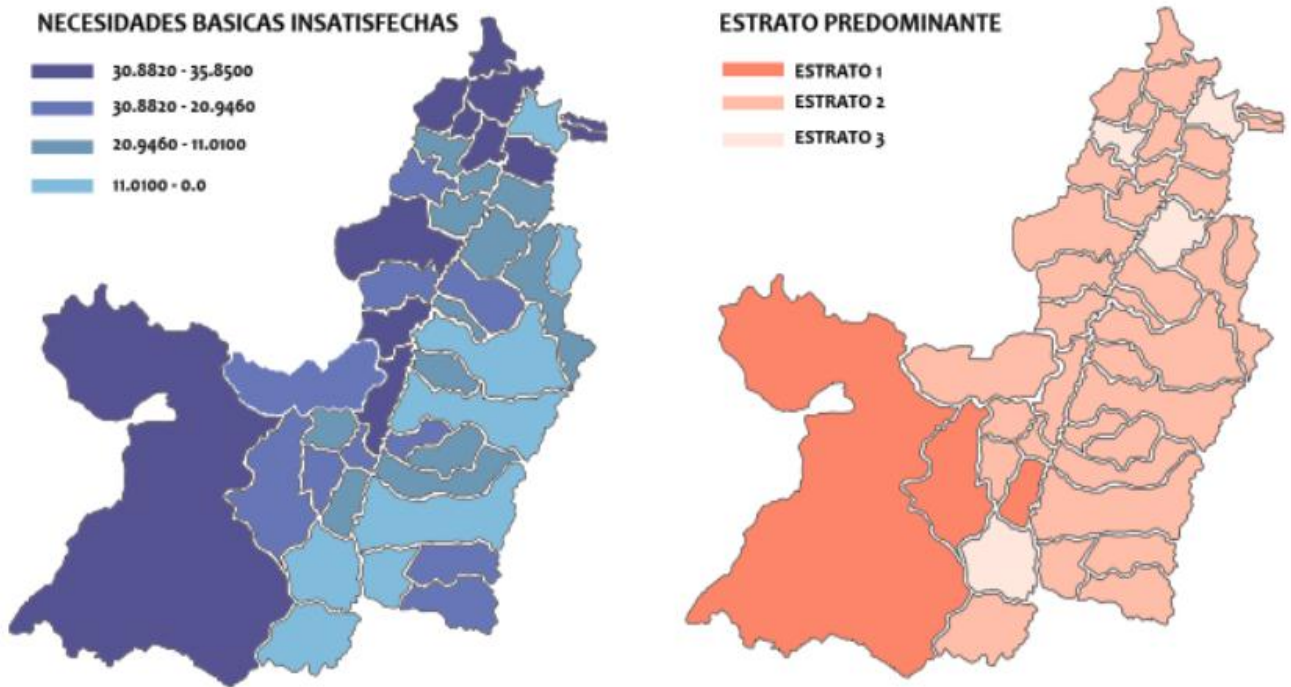 NECESIDADES BASICAS INSATISFECHAS
30.8820 - 35.8500
30.8820 - 20.9460
20.9460 - 11.0100
11.0100 - 0.0
ESTRATO PREDOMINANTE
ESTRATO 1
ESTRATO 2
ESTRATO 3